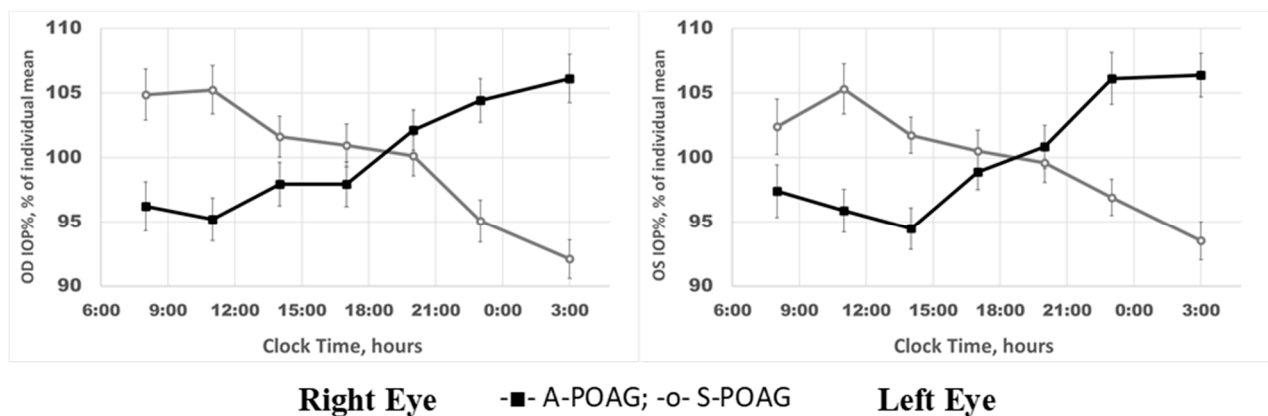 OD IOP%, % of individual mean
110
105
100
95
90
6:00 9:00 12:00 15:00 18:00 21:00 0:00 3:00
Clock Time, hours
OS IOP%, % of individual mean
110
105
100
95
90
6:00 9:00 12:00 15:00 18:00 21:00 0:00 3:00
Clock Time, hours
Right Eye -■- A-POAG; -o- S-POAG Left Eye